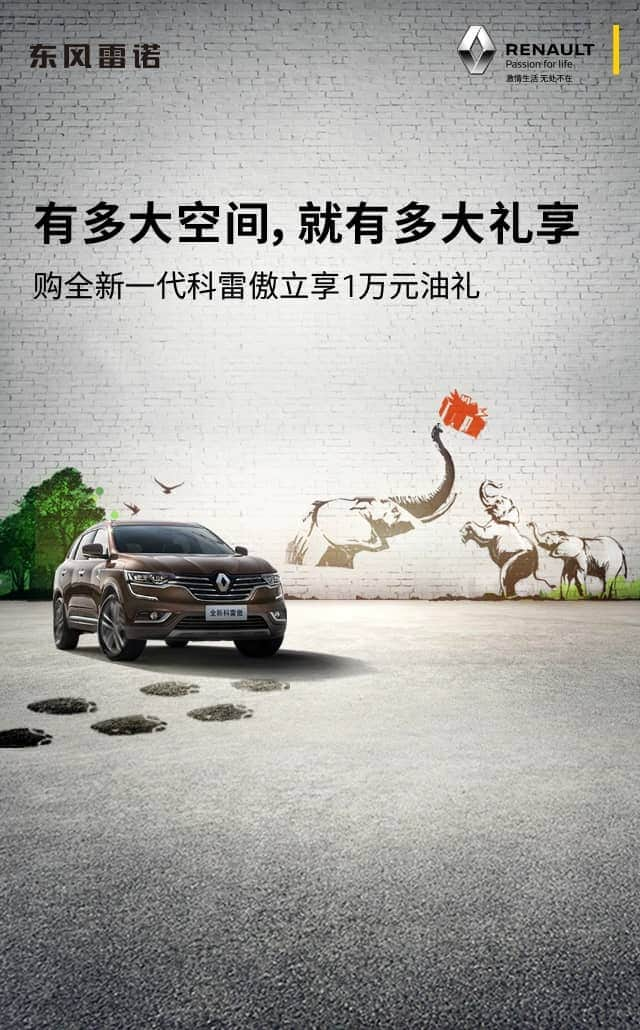 东风雷诺
RENAULT
Passion for life
激情生活 无处不在
有多大空间，就有多大礼享
购全新一代科雷傲立享1万元油礼
全新科雷傲